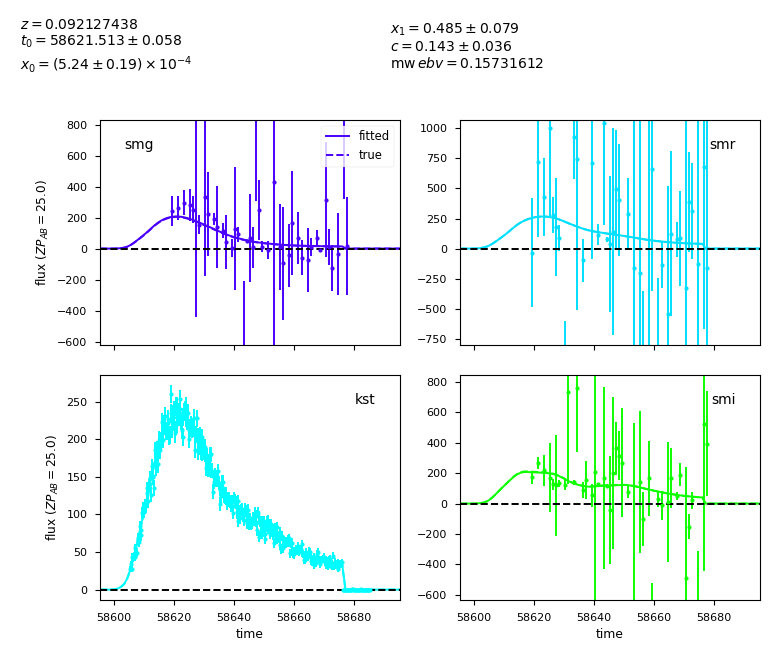 z = 0.092127438
t₀ = 58621.513 ± 0.058
x₀ = (5.24 ± 0.19) × 10⁻⁴
x₁ = 0.485 ± 0.079
c = 0.143 ± 0.036
mw ebv = 0.15731612
800
600
400
200
0
−200
−400
−600
flux (ZP_AB = 25.0)
smg
fitted
true
1000
750
500
250
0
−250
−500
−750
smr
250
200
150
100
50
0
flux (ZP_AB = 25.0)
kst
58600
58620
58640
58660
58680
time
800
600
400
200
0
−200
−400
−600
smi
58600
58620
58640
58660
58680
time